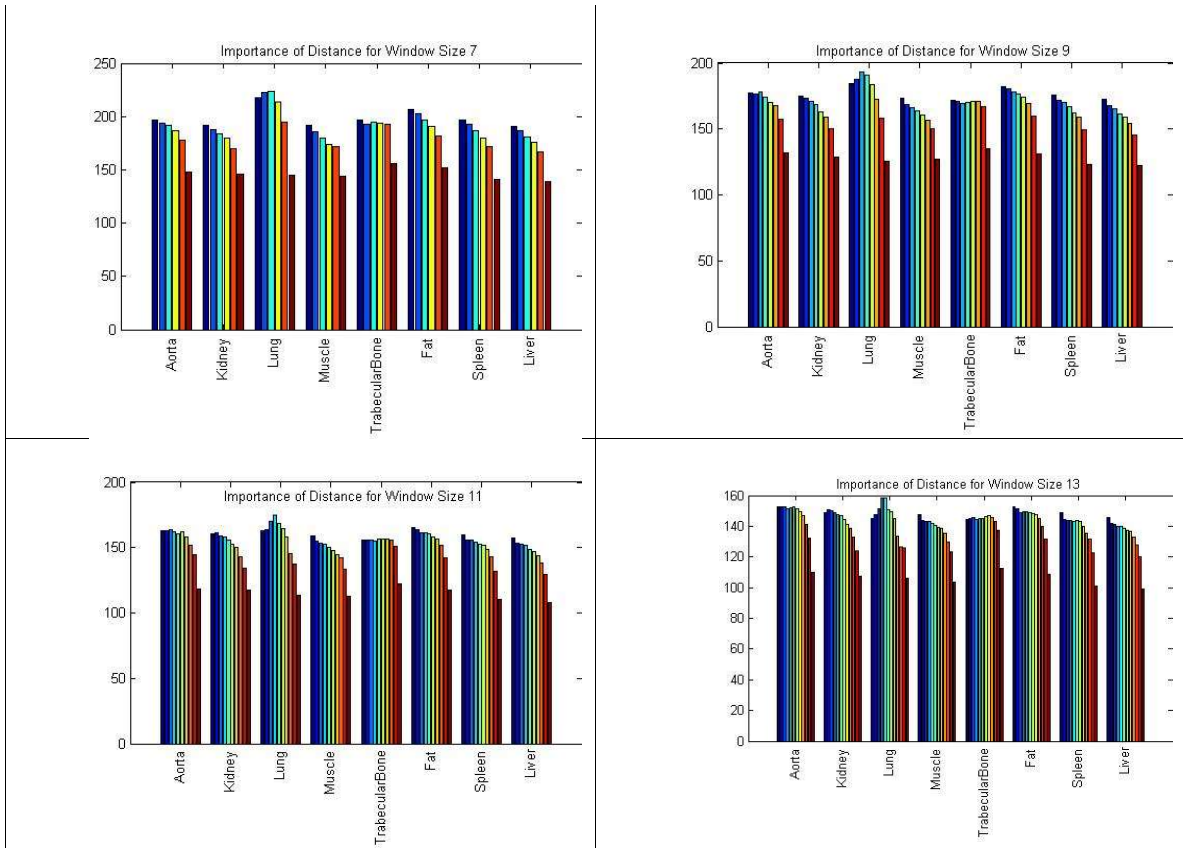 Importance of Distance for Window Size 7
250
200
150
100
50
0
Aorta
Kidney
Lung
Muscle
TrabecularBone
Fat
Spleen
Liver
Importance of Distance for Window Size 9
200
150
100
50
0
Aorta
Kidney
Lung
Muscle
TrabecularBone
Fat
Spleen
Liver
Importance of Distance for Window Size 11
200
150
100
50
0
Aorta
Kidney
Lung
Muscle
TrabecularBone
Fat
Spleen
Liver
Importance of Distance for Window Size 13
160
140
120
100
80
60
40
20
0
Aorta
Kidney
Lung
Muscle
TrabecularBone
Fat
Spleen
Liver